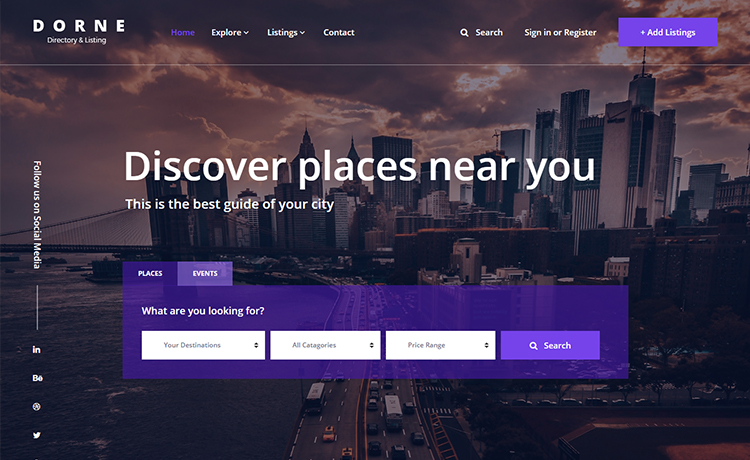 DORNE
Directory & Listing
Home
Explore
Listings
Contact
Search
Sign in or Register
+ Add Listings
Discover places near you
This is the best guide of your city
Follow us on Social Media
PLACES
EVENTS
What are you looking for?
Your Destinations
All Catagories
Price Range
Search
in
Bē